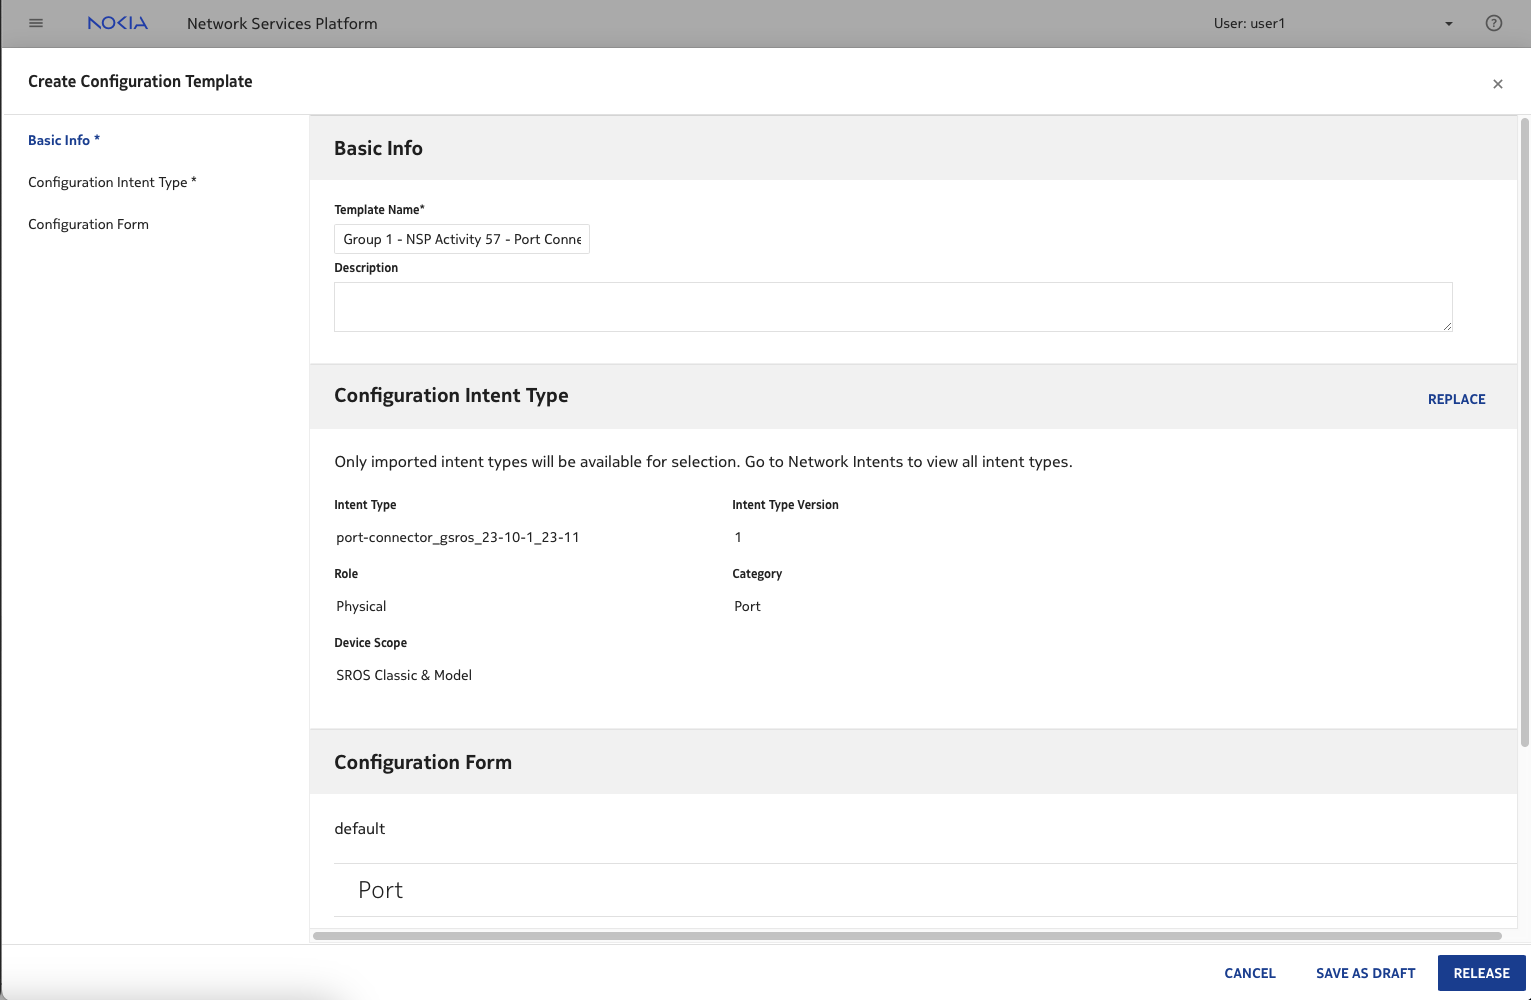 NOKIA Network Services Platform User: user1 ?
Create Configuration Template
Basic Info *
Configuration Intent Type *
Configuration Form
Basic Info
Template Name*
Group 1 - NSP Activity 57 - Port Conne
Description
Configuration Intent Type
REPLACE
Only imported intent types will be available for selection. Go to Network Intents to view all intent types.
Intent Type Intent Type Version
port-connector_gsros_23-10-1_23-11 1
Role Category
Physical Port
Device Scope
SROS Classic & Model
Configuration Form
default
Port
CANCEL SAVE AS DRAFT RELEASE